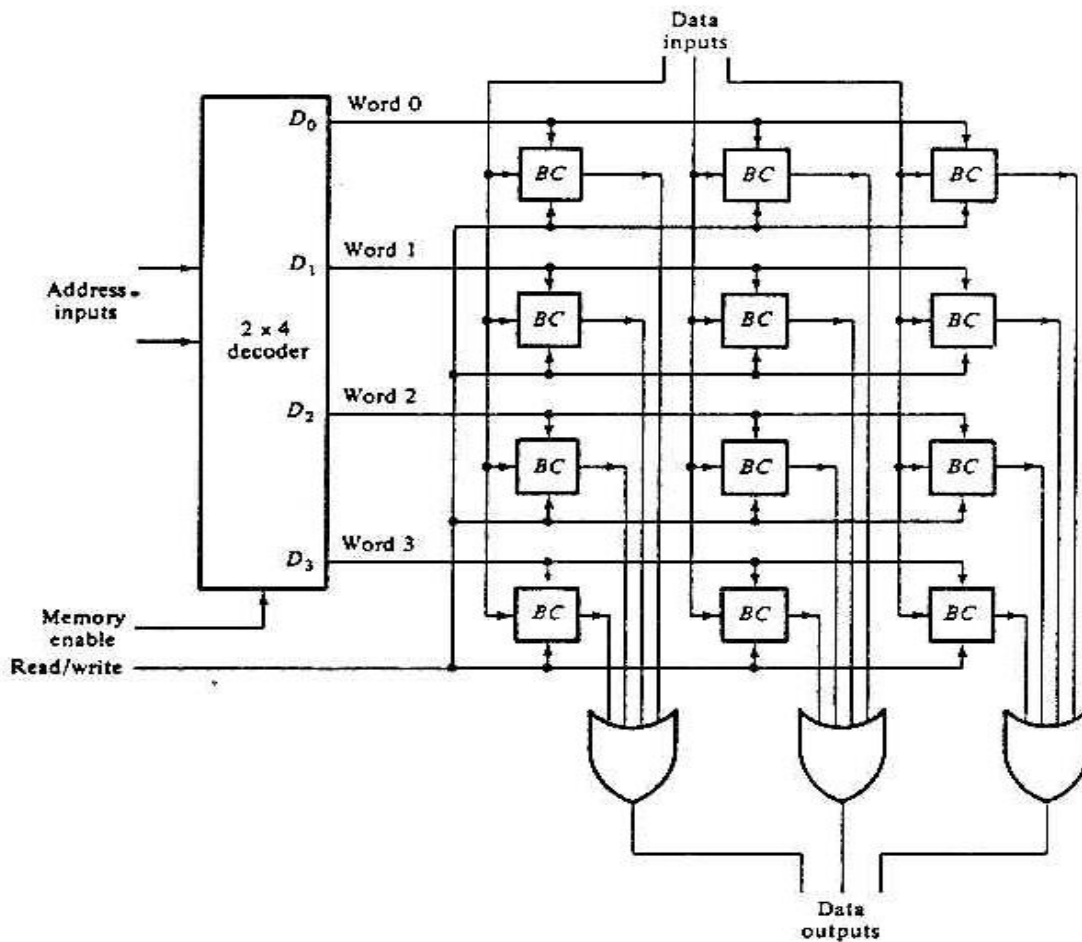 Data
inputs
Word 0
D₀
BC BC BC
Word 1
D₁
Address
inputs
2 x 4
decoder
BC BC BC
Word 2
D₂
BC BC BC
Word 3
D₃
Memory
enable
BC BC BC
Read/write
Data
outputs